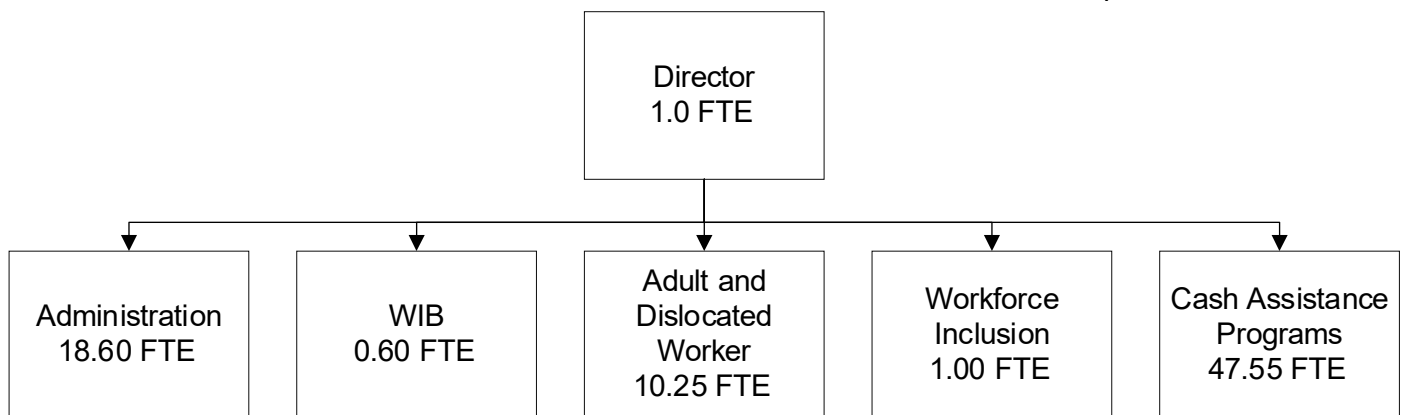 Director
1.0 FTE
Administration
18.60 FTE
WIB
0.60 FTE
Adult and
Dislocated
Worker
10.25 FTE
Workforce
Inclusion
1.00 FTE
Cash Assistance
Programs
47.55 FTE